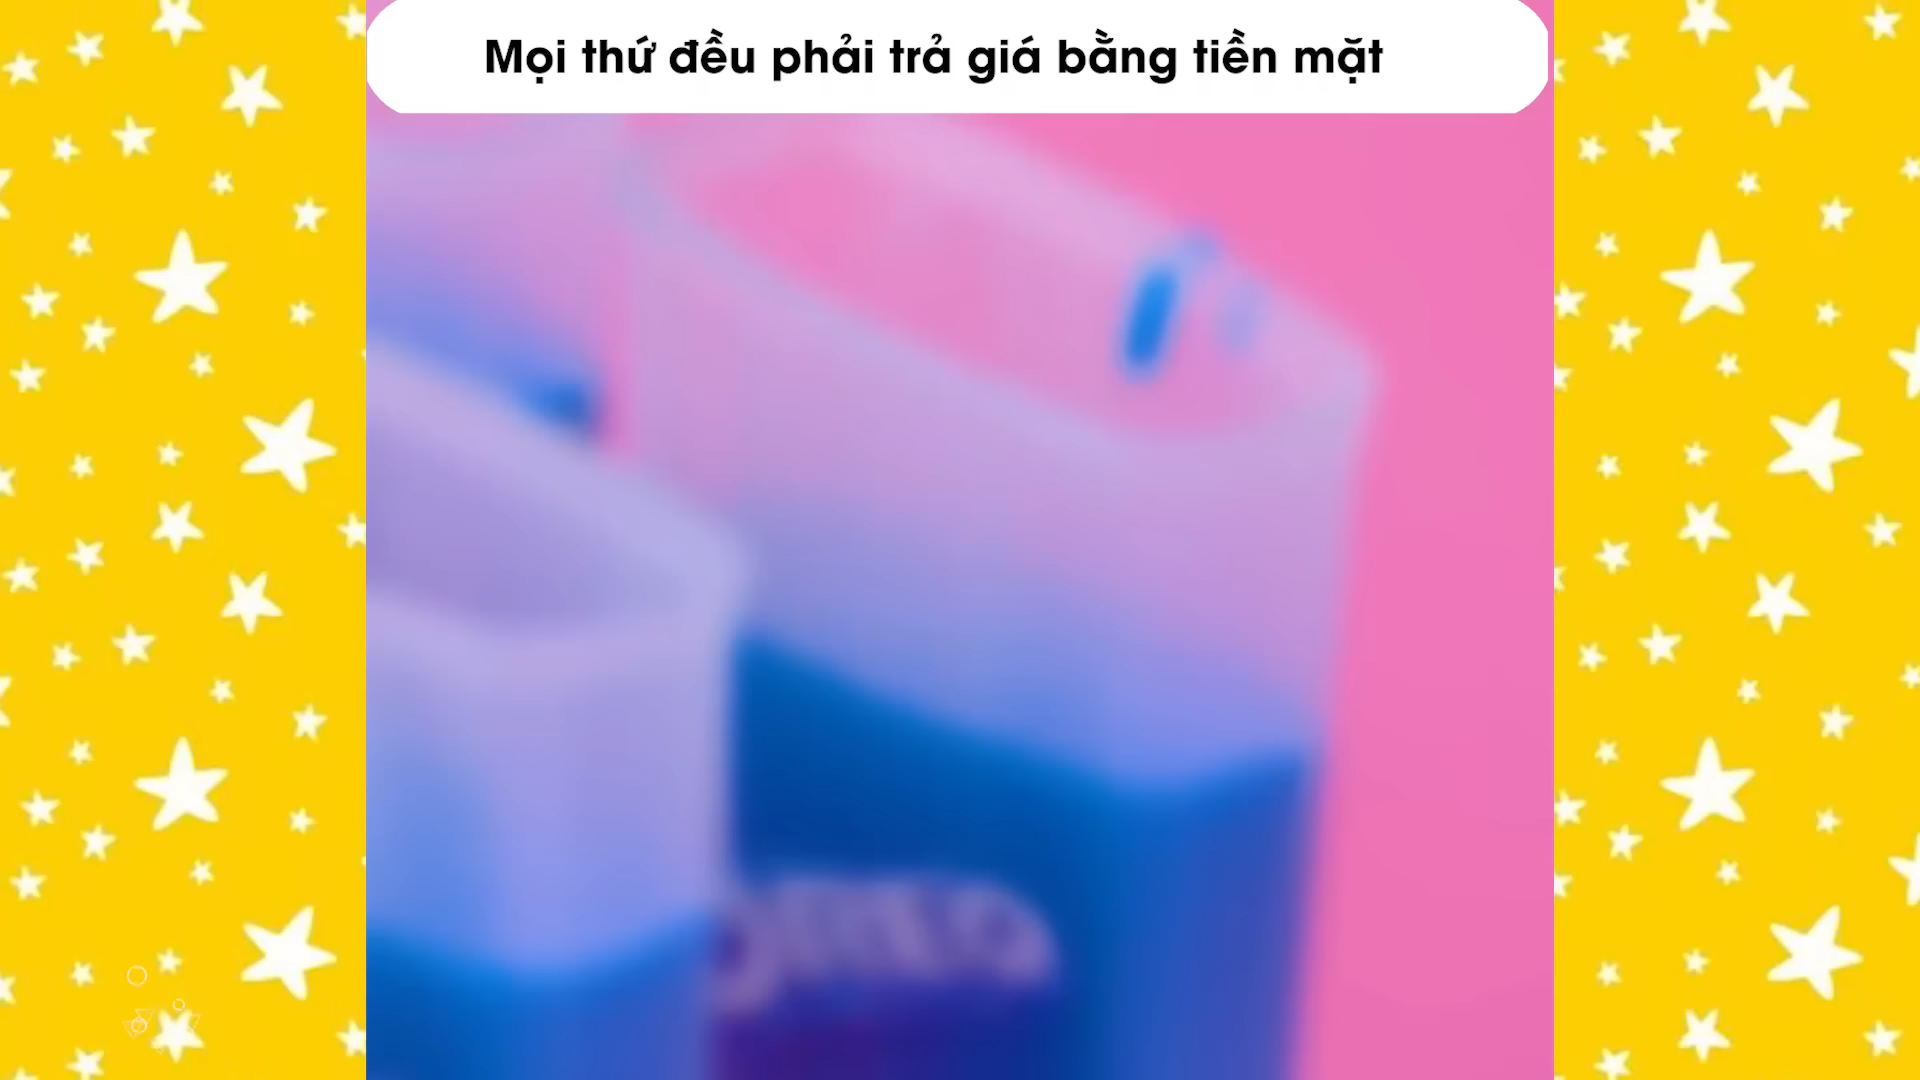 Mọi thứ đều phải trả giá bằng tiền mặt